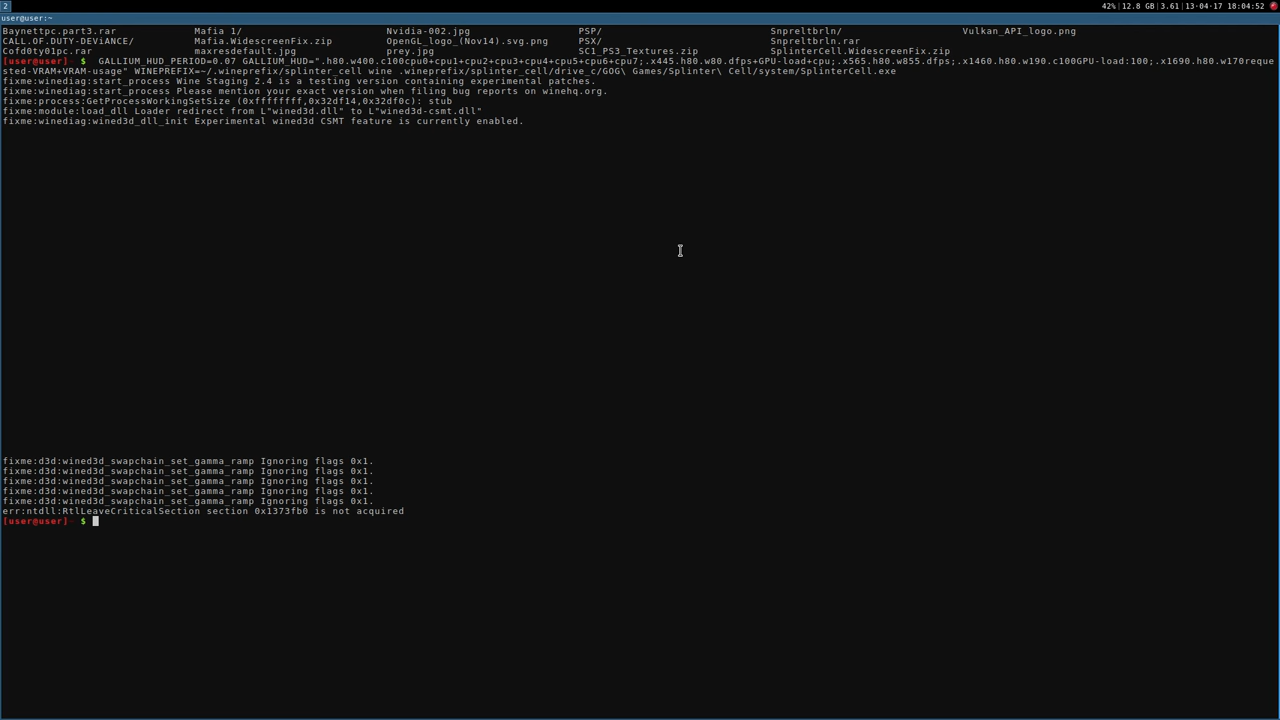 2
42%|12.8 GB|3.61|13-04-17 18:04:52
user@user:~
Baynettpc.part3.rar Mafia 1/ Nvidia-002.jpg PSP/ Snpreltbrln/ Vulkan_API_logo.png
CALL.OF.DUTY-DEViANCE/ Mafia.WidescreenFix.zip OpenGL_logo_(Nov14).svg.png PSX/ Snpreltbrln.rar
Cofd0ty01pc.rar maxresdefault.jpg prey.jpg SC1_PS3_Textures.zip SplinterCell.WidescreenFix.zip
[user@user] $ GALLIUM_HUD_PERIOD=0.07 GALLIUM_HUD=".h80.w400.c100cpu0+cpu1+cpu2+cpu3+cpu4+cpu5+cpu6+cpu7;.x445.h80.w80.dfps+GPU-load+cpu;.x565.h80.w855.dfps;.x1460.h80.w190.c100GPU-load:100;.x1690.h80.w170reque
sted-VRAM+VRAM-usage" WINEPREFIX=~/.wineprefix/splinter_cell wine .wineprefix/splinter_cell/drive_c/GOG\ Games/Splinter\ Cell/system/SplinterCell.exe
fixme:winediag:start_process Wine Staging 2.4 is a testing version containing experimental patches.
fixme:winediag:start_process Please mention your exact version when filing bug reports on winehq.org.
fixme:process:GetProcessWorkingSetSize (0xffffffff,0x32df14,0x32df0c): stub
fixme:module:load_dll Loader redirect from L"wined3d.dll" to L"wined3d-csmt.dll"
fixme:winediag:wined3d_dll_init Experimental wined3d CSMT feature is currently enabled.
fixme:d3d:wined3d_swapchain_set_gamma_ramp Ignoring flags 0x1.
fixme:d3d:wined3d_swapchain_set_gamma_ramp Ignoring flags 0x1.
fixme:d3d:wined3d_swapchain_set_gamma_ramp Ignoring flags 0x1.
fixme:d3d:wined3d_swapchain_set_gamma_ramp Ignoring flags 0x1.
fixme:d3d:wined3d_swapchain_set_gamma_ramp Ignoring flags 0x1.
err:ntdll:RtlLeaveCriticalSection section 0x1373fb0 is not acquired
[user@user] $